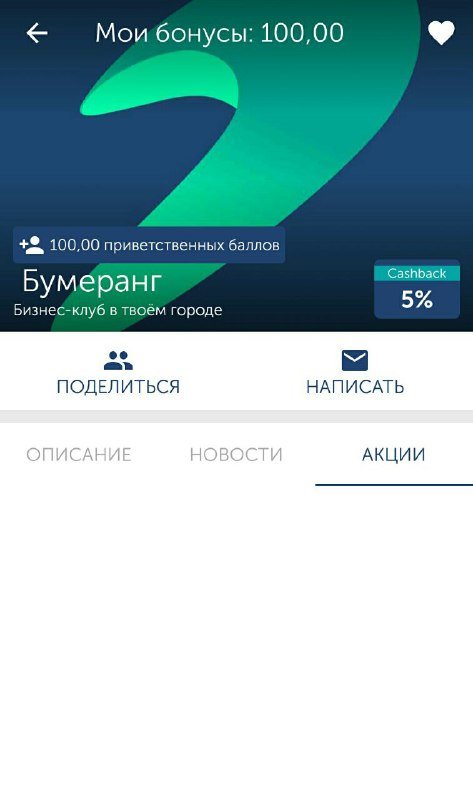 Мои бонусы: 100,00
100,00 приветственных баллов
Бумеранг
Бизнес-клуб в твоём городе
Cashback
5%
ПОДЕЛИТЬСЯ
НАПИСАТЬ
ОПИСАНИЕ
НОВОСТИ
АКЦИИ